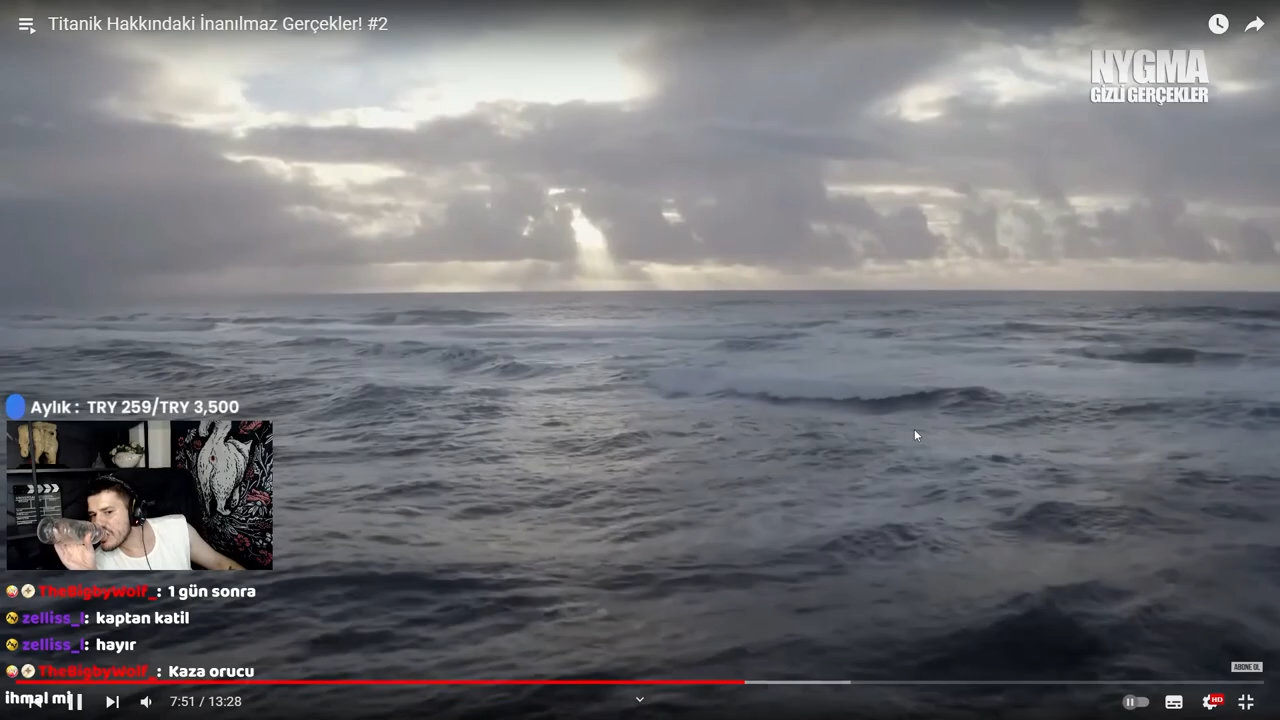 Titanik Hakkındaki İnanılmaz Gerçekler! #2
NYGMA
GİZLİ GERÇEKLER
Aylık : TRY 259/TRY 3,500
TheBigbyWolf_: 1 gün sonra
zelliss_l: kaptan katil
zelliss_l: hayır
TheBigbyWolf_: Kaza orucu
ihmal mi
ABONE OL
7:51 / 13:28
HD